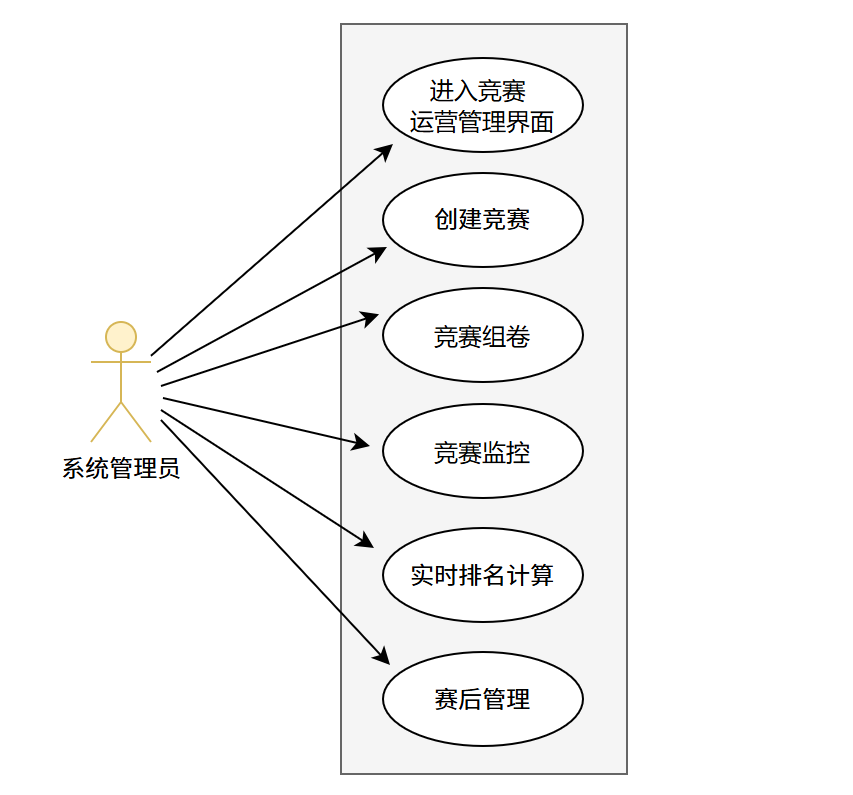 进入竞赛
运营管理界面
创建竞赛
竞赛组卷
竞赛监控
系统管理员
实时排名计算
赛后管理